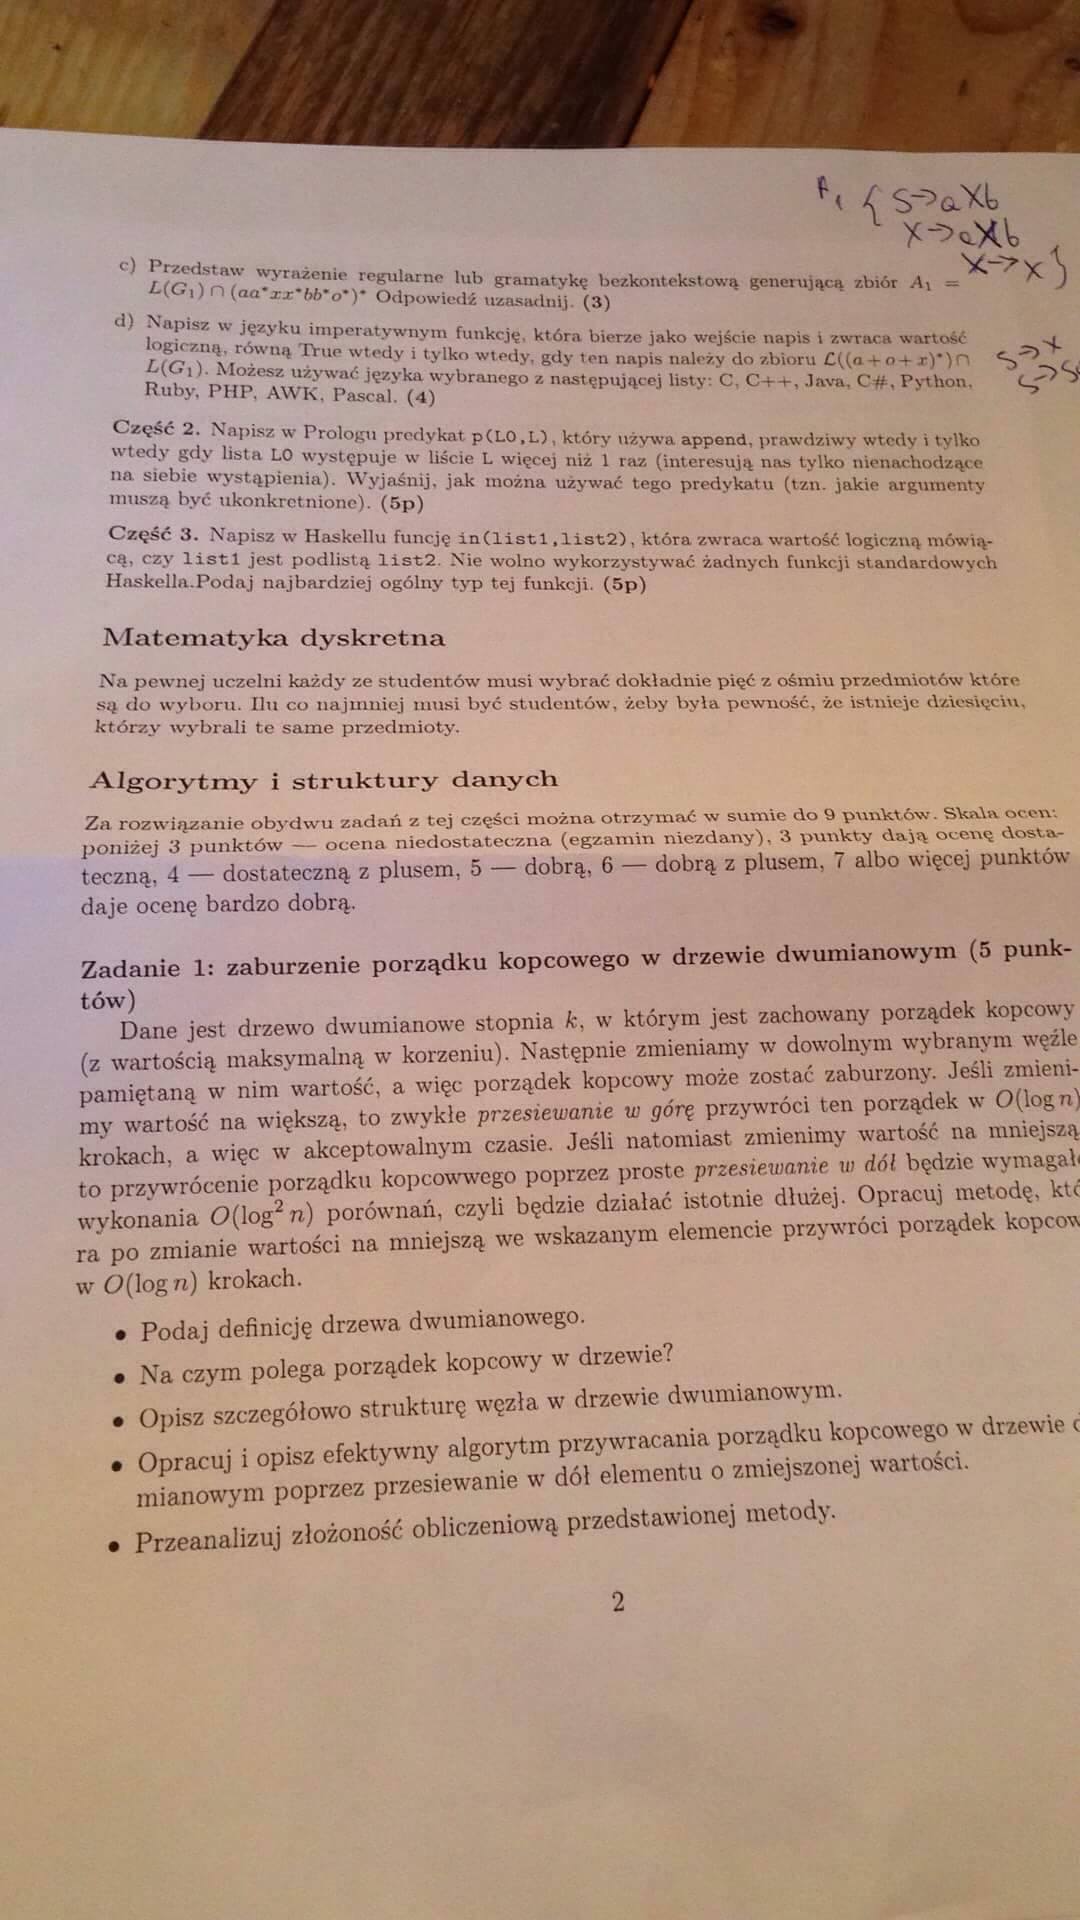 A₁ { S→aXb
X→aXb
X→x }
c) Przedstaw wyrażenie regularne lub gramatykę bezkontekstową generującą zbiór A₁ =
L(G₁) ∩ (aa*xx*bb*o*)* Odpowiedź uzasadnij. (3)
d) Napisz w języku imperatywnym funkcję, która bierze jako wejście napis i zwraca wartość
logiczną, równą True wtedy i tylko wtedy, gdy ten napis należy do zbioru L((a + o + x)*) ∩
L(G₁). Możesz używać języka wybranego z następującej listy: C, C++, Java, C#, Python,
Ruby, PHP, AWK, Pascal. (4)
S→x
S→S
Część 2. Napisz w Prologu predykat p(L0,L), który używa append, prawdziwy wtedy i tylko
wtedy gdy lista L0 występuje w liście L więcej niż 1 raz (interesują nas tylko nienachodzące
na siebie wystąpienia). Wyjaśnij, jak można używać tego predykatu (tzn. jakie argumenty
muszą być ukonkretnione). (5p)
Część 3. Napisz w Haskellu funcję in(list1,list2), która zwraca wartość logiczną mówią-
cą, czy list1 jest podlistą list2. Nie wolno wykorzystywać żadnych funkcji standardowych
Haskella.Podaj najbardziej ogólny typ tej funkcji. (5p)
Matematyka dyskretna
Na pewnej uczelni każdy ze studentów musi wybrać dokładnie pięć z ośmiu przedmiotów które
są do wyboru. Ilu co najmniej musi być studentów, żeby była pewność, że istnieje dziesięciu,
którzy wybrali te same przedmioty.
Algorytmy i struktury danych
Za rozwiązanie obydwu zadań z tej części można otrzymać w sumie do 9 punktów. Skala ocen:
poniżej 3 punktów — ocena niedostateczna (egzamin niezdany), 3 punkty dają ocenę dosta-
teczną, 4 — dostateczną z plusem, 5 — dobrą, 6 — dobrą z plusem, 7 albo więcej punktów
daje ocenę bardzo dobrą.
Zadanie 1: zaburzenie porządku kopcowego w drzewie dwumianowym (5 punk-
tów)
Dane jest drzewo dwumianowe stopnia k, w którym jest zachowany porządek kopcowy
(z wartością maksymalną w korzeniu). Następnie zmieniamy w dowolnym wybranym węźle
pamiętaną w nim wartość, a więc porządek kopcowy może zostać zaburzony. Jeśli zmieni-
my wartość na większą, to zwykłe przesiewanie w górę przywróci ten porządek w O(log n)
krokach, a więc w akceptowalnym czasie. Jeśli natomiast zmienimy wartość na mniejszą
to przywrócenie porządku kopcowwego poprzez proste przesiewanie w dół będzie wymagał
wykonania O(log² n) porównań, czyli będzie działać istotnie dłużej. Opracuj metodę, któ
ra po zmianie wartości na mniejszą we wskazanym elemencie przywróci porządek kopcow
w O(log n) krokach.
• Podaj definicję drzewa dwumianowego.
• Na czym polega porządek kopcowy w drzewie?
• Opisz szczegółowo strukturę węzła w drzewie dwumianowym.
• Opracuj i opisz efektywny algorytm przywracania porządku kopcowego w drzewie
mianowym poprzez przesiewanie w dół elementu o zmiejszonej wartości.
• Przeanalizuj złożoność obliczeniową przedstawionej metody.
2